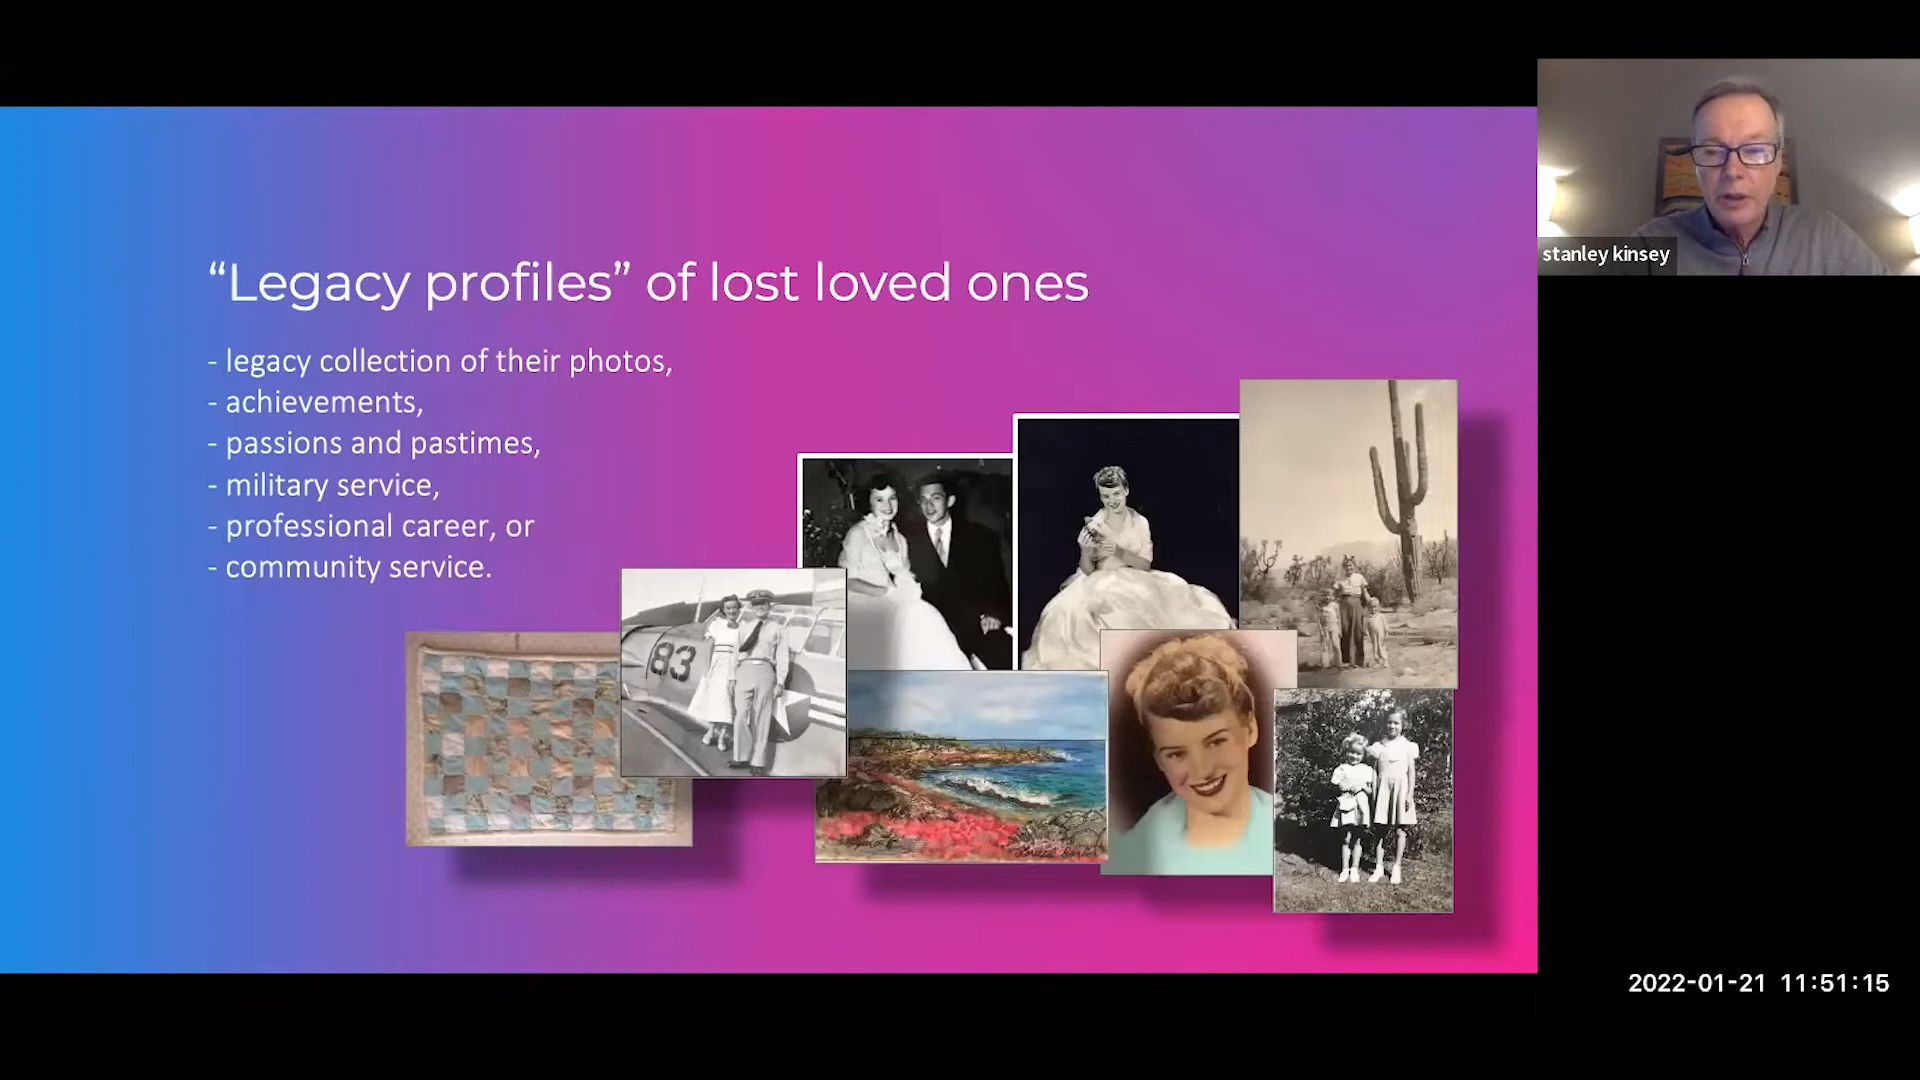 “Legacy profiles” of lost loved ones
- legacy collection of their photos,
- achievements,
- passions and pastimes,
- military service,
- professional career, or
- community service.
83
stanley kinsey
2022-01-21 11:51:15